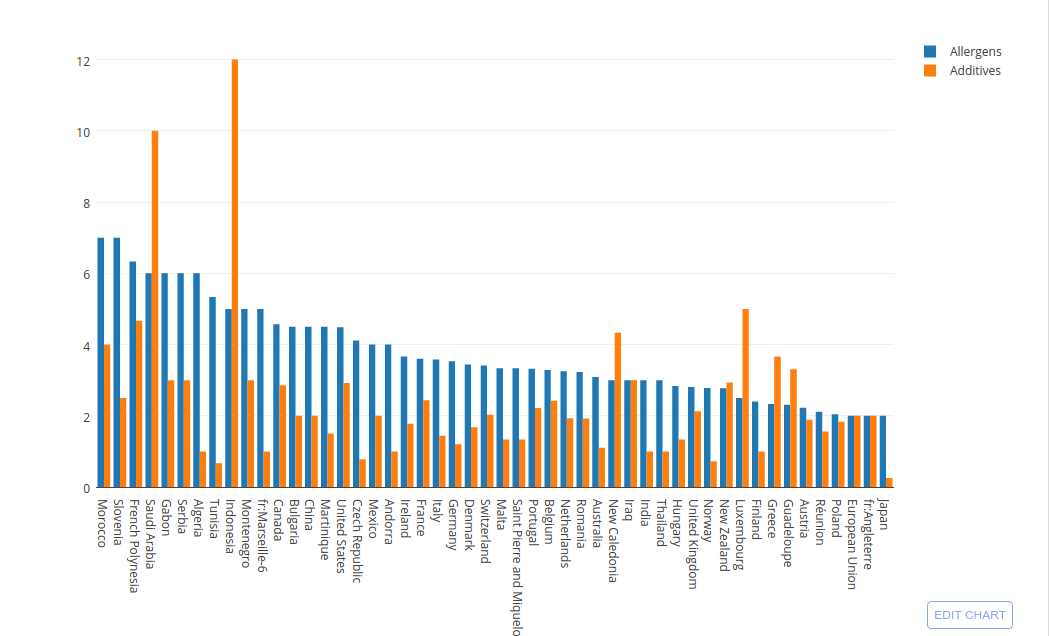 Allergens
Additives
12
10
8
6
4
2
0
Morocco
Slovenia
French Polynesia
Saudi Arabia
Gabon
Serbia
Algeria
Tunisia
Indonesia
Montenegro
fr:Marseille-6
Canada
Bulgaria
China
Martinique
United States
Czech Republic
Mexico
Andorra
Ireland
France
Italy
Germany
Denmark
Switzerland
Malta
Saint Pierre and Miquelo
Portugal
Belgium
Netherlands
Romania
Australia
New Caledonia
Iraq
India
Thailand
Hungary
United Kingdom
Norway
New Zealand
Luxembourg
Finland
Greece
Guadeloupe
Austria
Réunion
Poland
European Union
fr:Angleterre
Japan
EDIT CHART